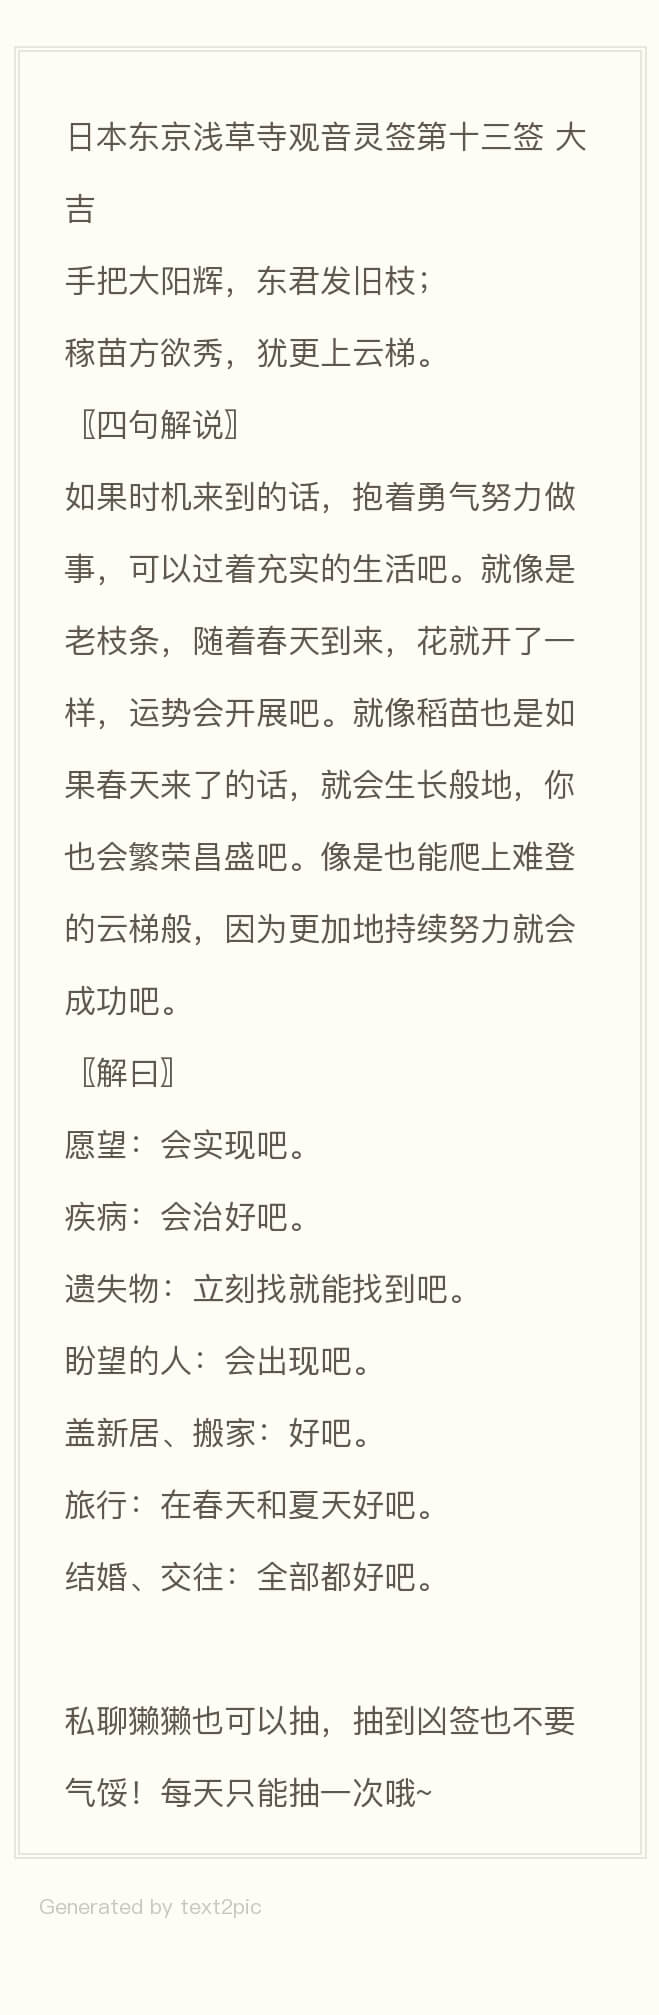 日本东京浅草寺观音灵签第十三签 大
吉
手把大阳辉，东君发旧枝；
稼苗方欲秀，犹更上云梯。
〖四句解说〗
如果时机来到的话，抱着勇气努力做
事，可以过着充实的生活吧。就像是
老枝条，随着春天到来，花就开了一
样，运势会开展吧。就像稻苗也是如
果春天来了的话，就会生长般地，你
也会繁荣昌盛吧。像是也能爬上难登
的云梯般，因为更加地持续努力就会
成功吧。
〖解曰〗
愿望：会实现吧。
疾病：会治好吧。
遗失物：立刻找就能找到吧。
盼望的人：会出现吧。
盖新居、搬家：好吧。
旅行：在春天和夏天好吧。
结婚、交往：全部都好吧。
私聊獭獭也可以抽，抽到凶签也不要
气馁！每天只能抽一次哦~
Generated by text2pic